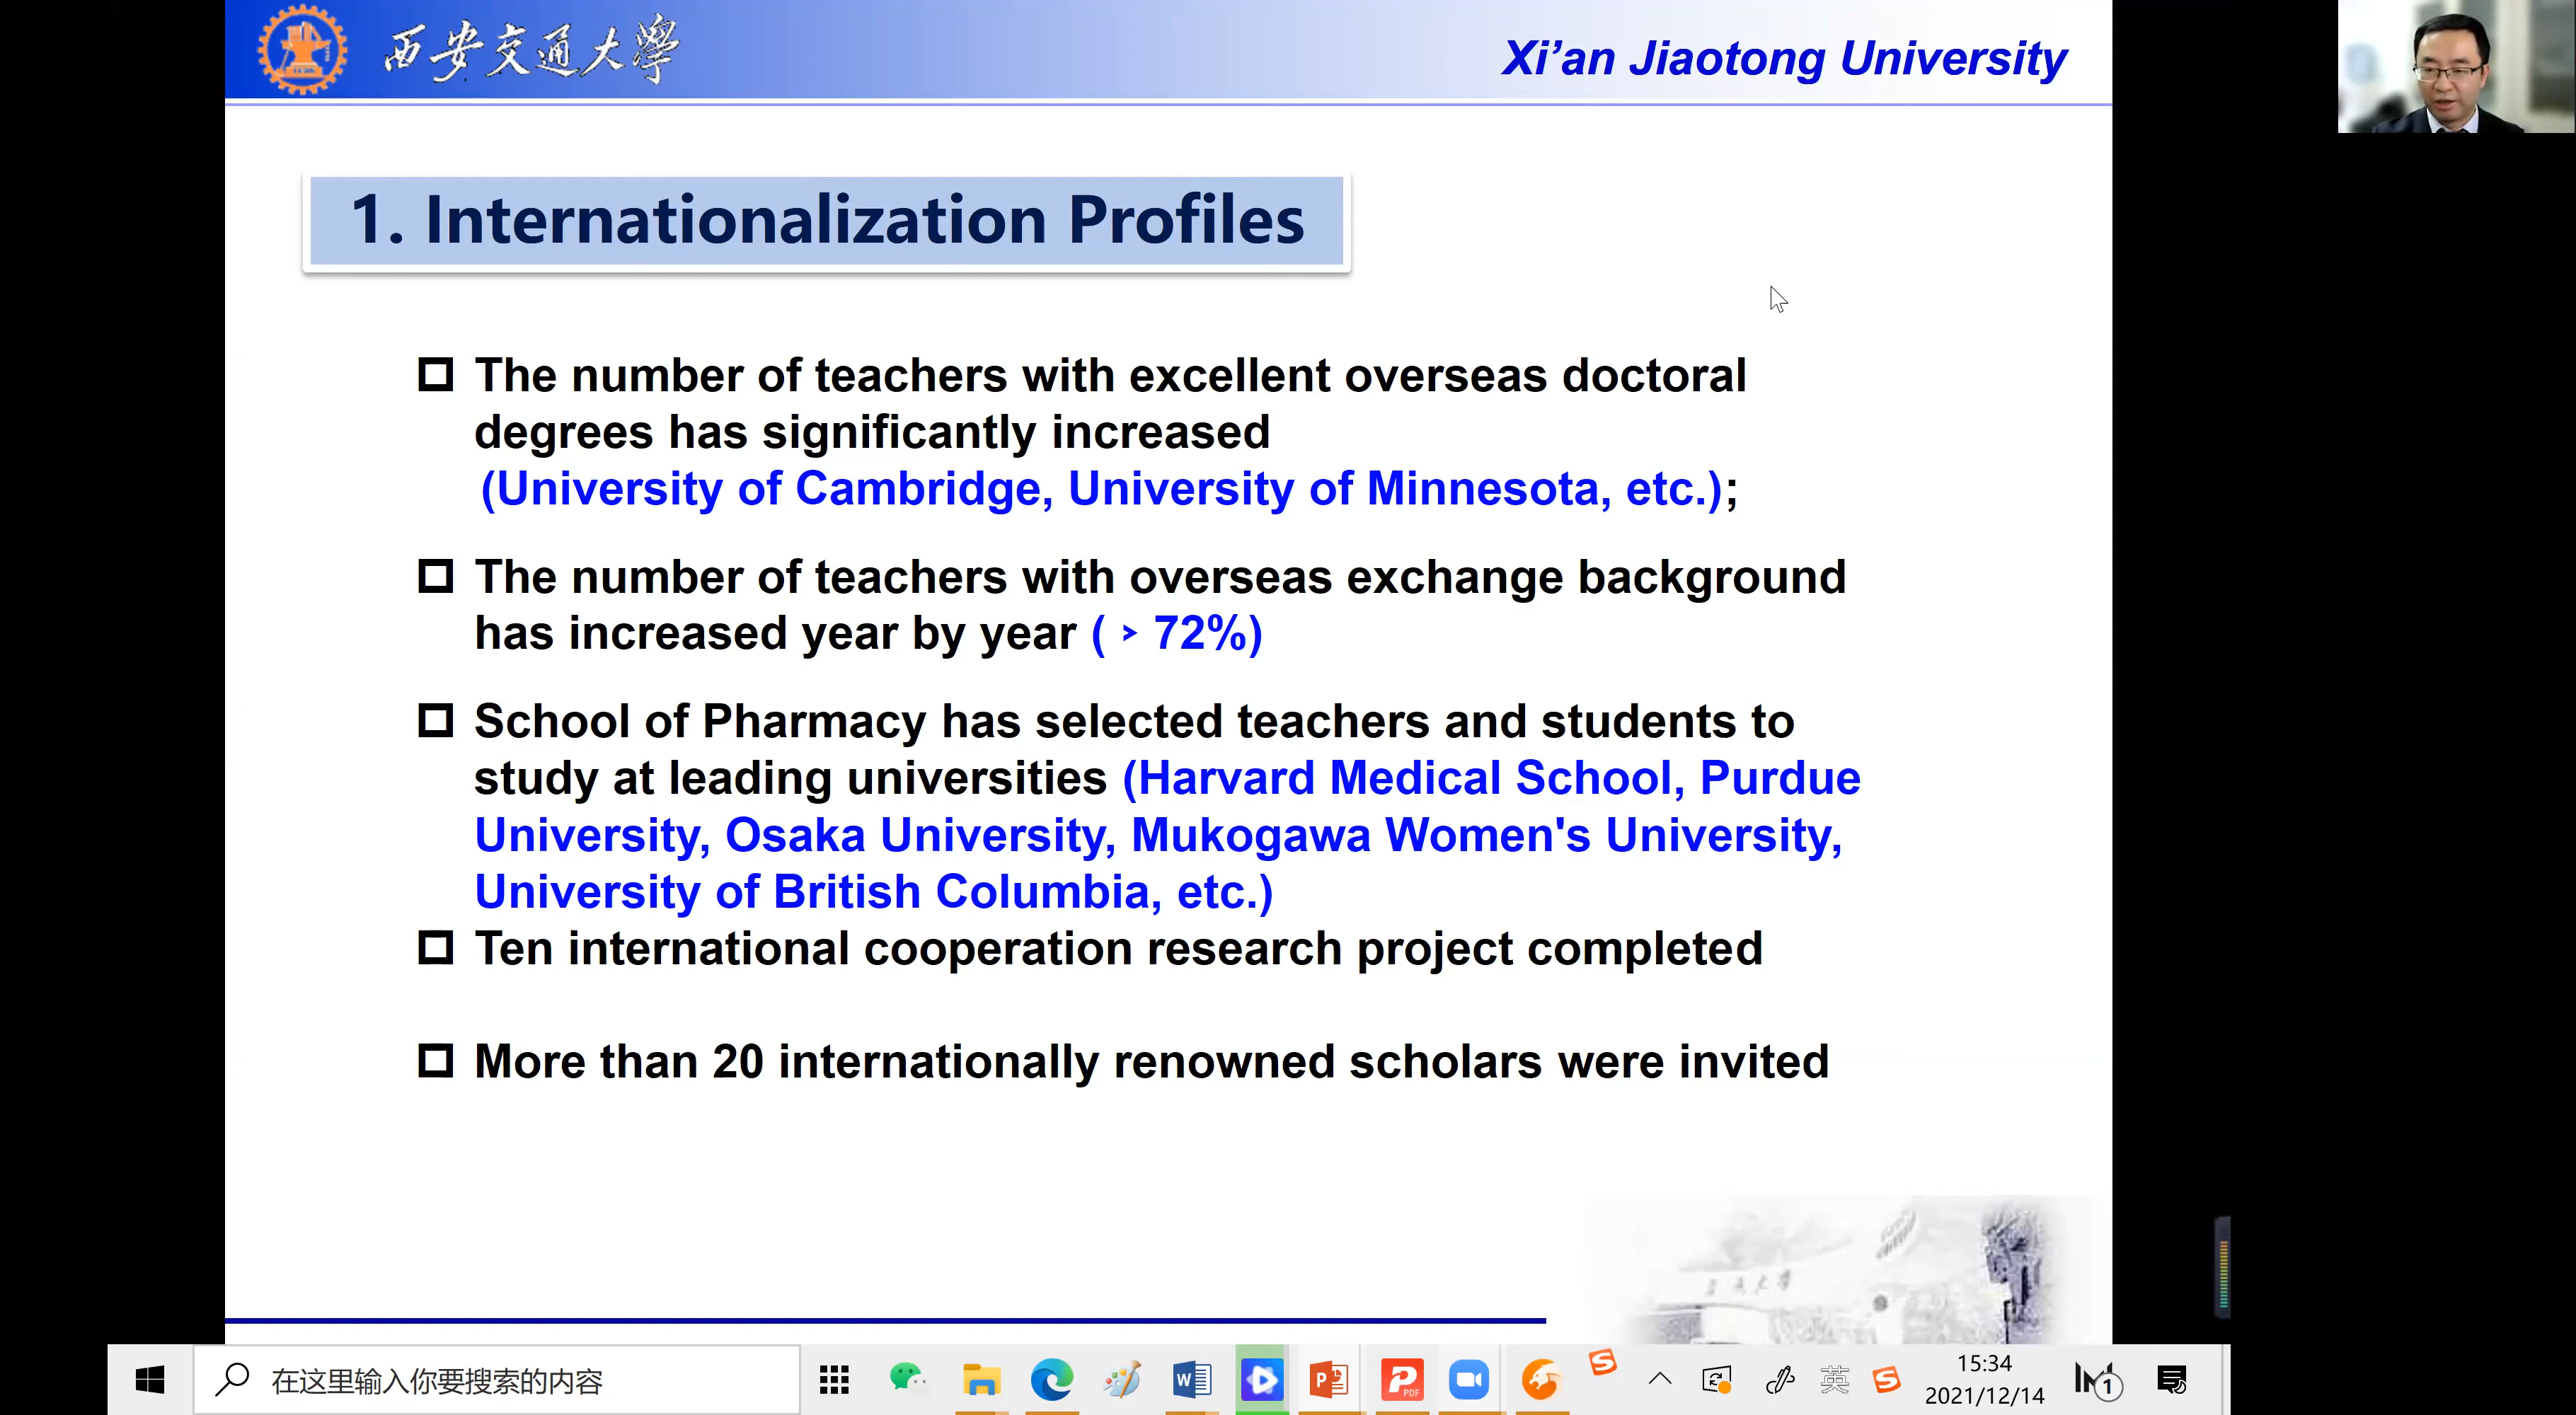 西安交通大學
Xi'an Jiaotong University
1. Internationalization Profiles
The number of teachers with excellent overseas doctoral
degrees has significantly increased
(University of Cambridge, University of Minnesota, etc.);
The number of teachers with overseas exchange background
has increased year by year ( > 72%)
School of Pharmacy has selected teachers and students to
study at leading universities (Harvard Medical School, Purdue
University, Osaka University, Mukogawa Women's University,
University of British Columbia, etc.)
Ten international cooperation research project completed
More than 20 internationally renowned scholars were invited
在这里输入你要搜索的内容
W
P
P
PDF
S
英
S
15:34
2021/12/14
1